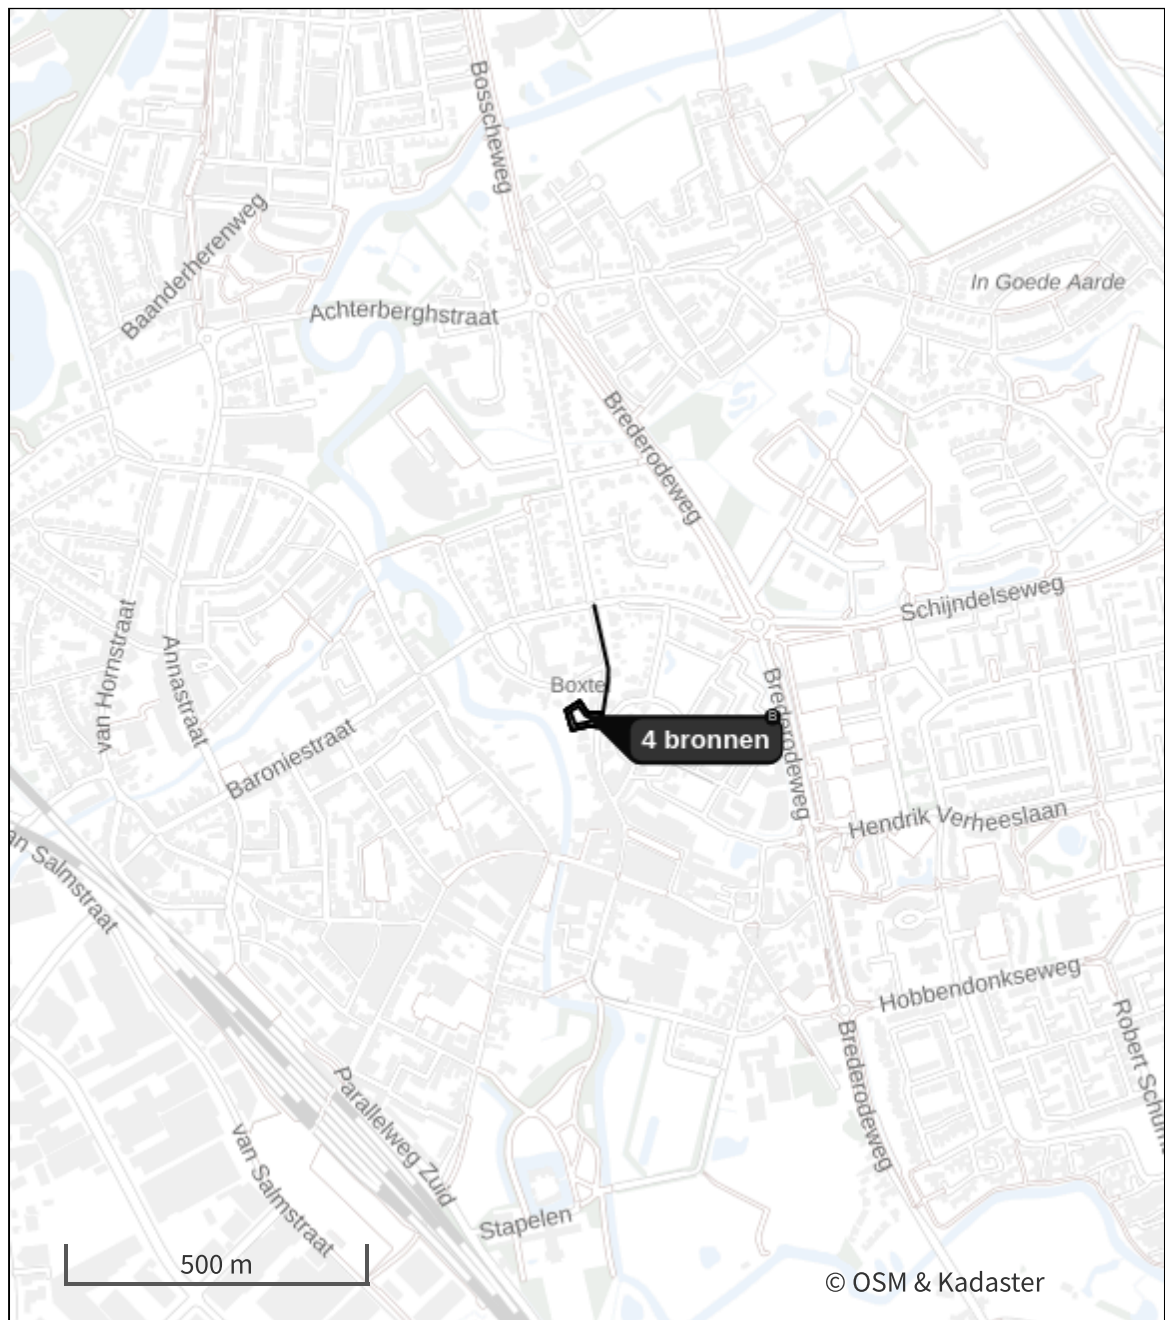 Bosscheweg
Baanderherenweg
In Goede Aarde
Achterberghstraat
Brederodeweg
Schijndelseweg
van Hornstraat
Annastraat
Boxte
Brederodeweg
4 bronnen
Baroniestraat
Hendrik Verheeslaan
an Salmstraat
Hobbendonkseweg
Robert Schum
Brederodeweg
Parallelweg Zuid
van Salmstraat
Stapelen
500 m
© OSM & Kadaster